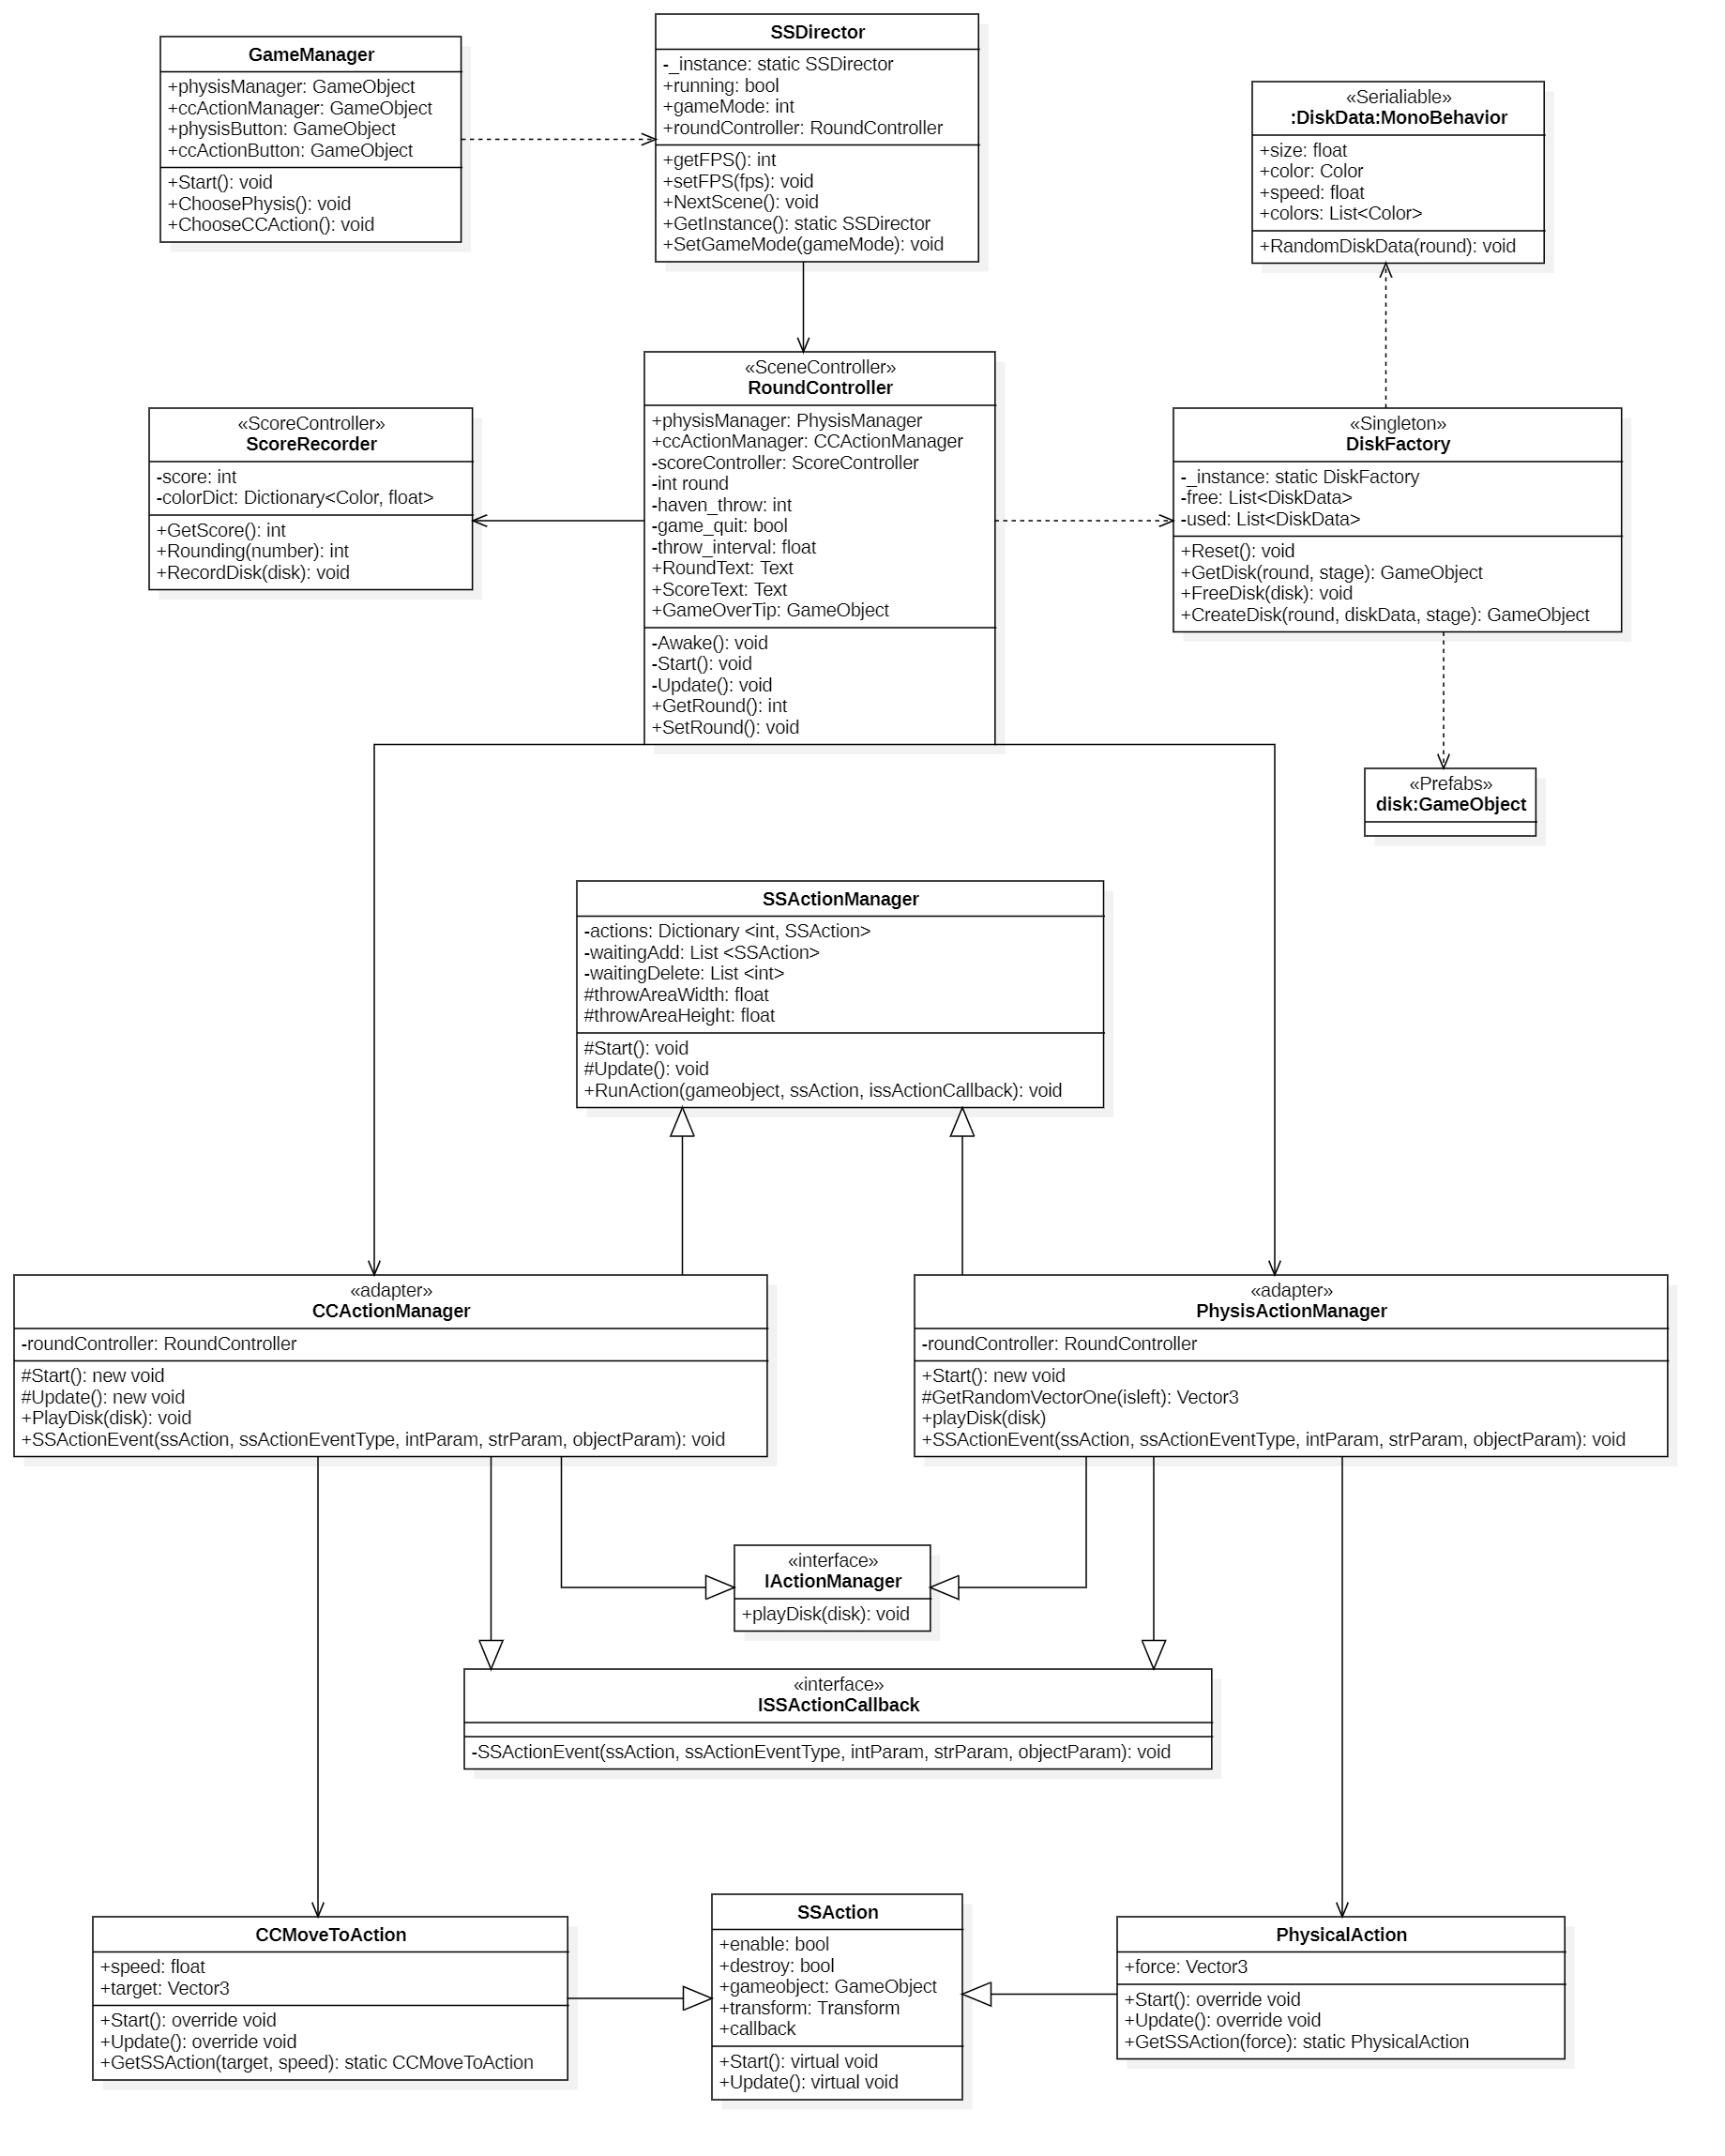 GameManager
+physisManager: GameObject
+ccActionManager: GameObject
+physisButton: GameObject
+ccActionButton: GameObject
+Start(): void
+ChoosePhysis(): void
+ChooseCCAction(): void
SSDirector
-_instance: static SSDirector
+running: bool
+gameMode: int
+roundController: RoundController
+getFPS(): int
+setFPS(fps): void
+NextScene(): void
+GetInstance(): static SSDirector
+SetGameMode(gameMode): void
«Serialiable»
:DiskData:MonoBehavior
+size: float
+color: Color
+speed: float
+colors: List<Color>
+RandomDiskData(round): void
«ScoreController»
ScoreRecorder
-score: int
-colorDict: Dictionary<Color, float>
+GetScore(): int
+Rounding(number): int
+RecordDisk(disk): void
«SceneController»
RoundController
+physisManager: PhysisManager
+ccActionManager: CCActionManager
-scoreController: ScoreController
-int round
-haven_throw: int
-game_quit: bool
-throw_interval: float
+RoundText: Text
+ScoreText: Text
+GameOverTip: GameObject
-Awake(): void
-Start(): void
-Update(): void
+GetRound(): int
+SetRound(): void
«Singleton»
DiskFactory
-_instance: static DiskFactory
-free: List<DiskData>
-used: List<DiskData>
+Reset(): void
+GetDisk(round, stage): GameObject
+FreeDisk(disk): void
+CreateDisk(round, diskData, stage): GameObject
«Prefabs»
disk:GameObject
SSActionManager
-actions: Dictionary <int, SSAction>
-waitingAdd: List <SSAction>
-waitingDelete: List <int>
#throwAreaWidth: float
#throwAreaHeight: float
#Start(): void
#Update(): void
+RunAction(gameobject, ssAction, issActionCallback): void
«adapter»
CCActionManager
-roundController: RoundController
#Start(): new void
#Update(): new void
+PlayDisk(disk): void
+SSActionEvent(ssAction, ssActionEventType, intParam, strParam, objectParam): void
«adapter»
PhysisActionManager
-roundController: RoundController
+Start(): new void
#GetRandomVectorOne(isleft): Vector3
+playDisk(disk)
+SSActionEvent(ssAction, ssActionEventType, intParam, strParam, objectParam): void
«interface»
IActionManager
+playDisk(disk): void
«interface»
ISSActionCallback
-SSActionEvent(ssAction, ssActionEventType, intParam, strParam, objectParam): void
CCMoveToAction
+speed: float
+target: Vector3
+Start(): override void
+Update(): override void
+GetSSAction(target, speed): static CCMoveToAction
SSAction
+enable: bool
+destroy: bool
+gameobject: GameObject
+transform: Transform
+callback
+Start(): virtual void
+Update(): virtual void
PhysicalAction
+force: Vector3
+Start(): override void
+Update(): override void
+GetSSAction(force): static PhysicalAction